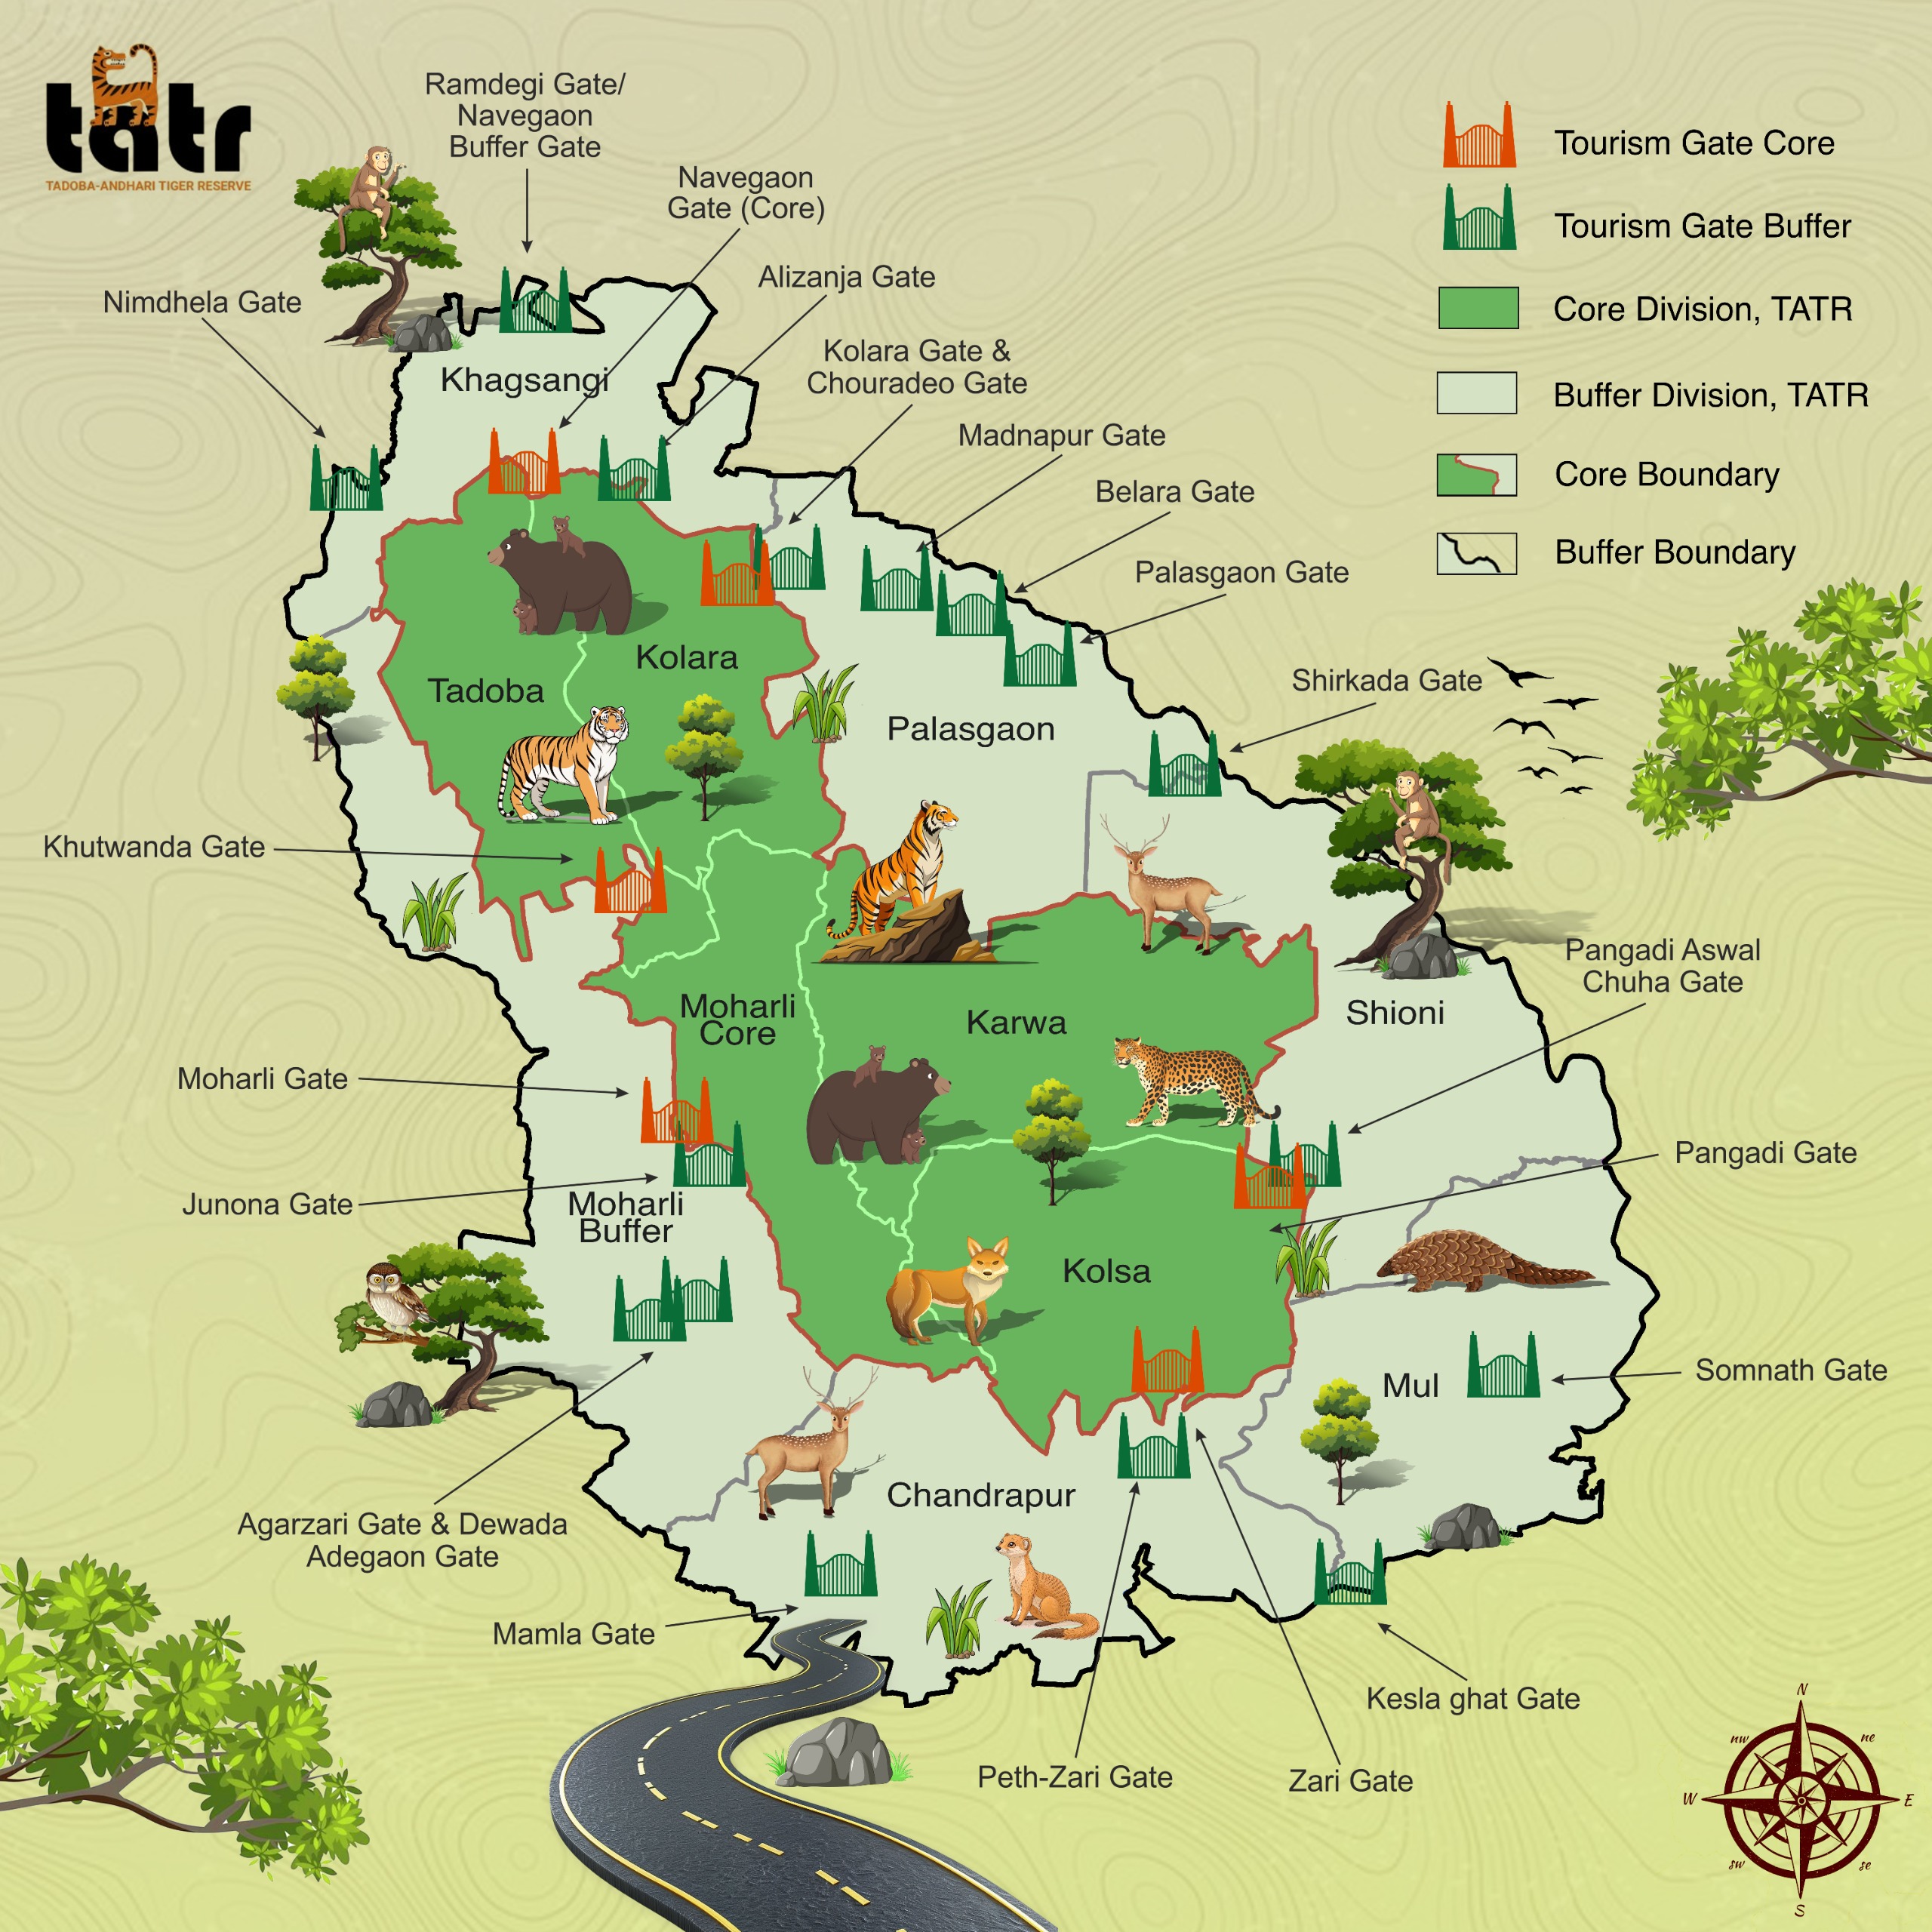 tatr
TADOBA-ANDHARI TIGER RESERVE
Ramdegi Gate/
Navegaon
Buffer Gate
Navegaon
Gate (Core)
Alizanja Gate
Nimdhela Gate
Kolara Gate &
Chouradeo Gate
Madnapur Gate
Belara Gate
Palasgaon Gate
Shirkada Gate
Tourism Gate Core
Tourism Gate Buffer
Core Division, TATR
Buffer Division, TATR
Core Boundary
Buffer Boundary
Khagsangi
Kolara
Tadoba
Palasgaon
Khutwanda Gate
Pangadi Aswal
Chuha Gate
Moharli
Core
Karwa
Shioni
Moharli Gate
Pangadi Gate
Junona Gate
Moharli
Buffer
Kolsa
Somnath Gate
Mul
Chandrapur
Agarzari Gate & Dewada
Adegaon Gate
Mamla Gate
Kesla ghat Gate
Peth-Zari Gate
Zari Gate
N
nw
ne
W
E
sw
se
S